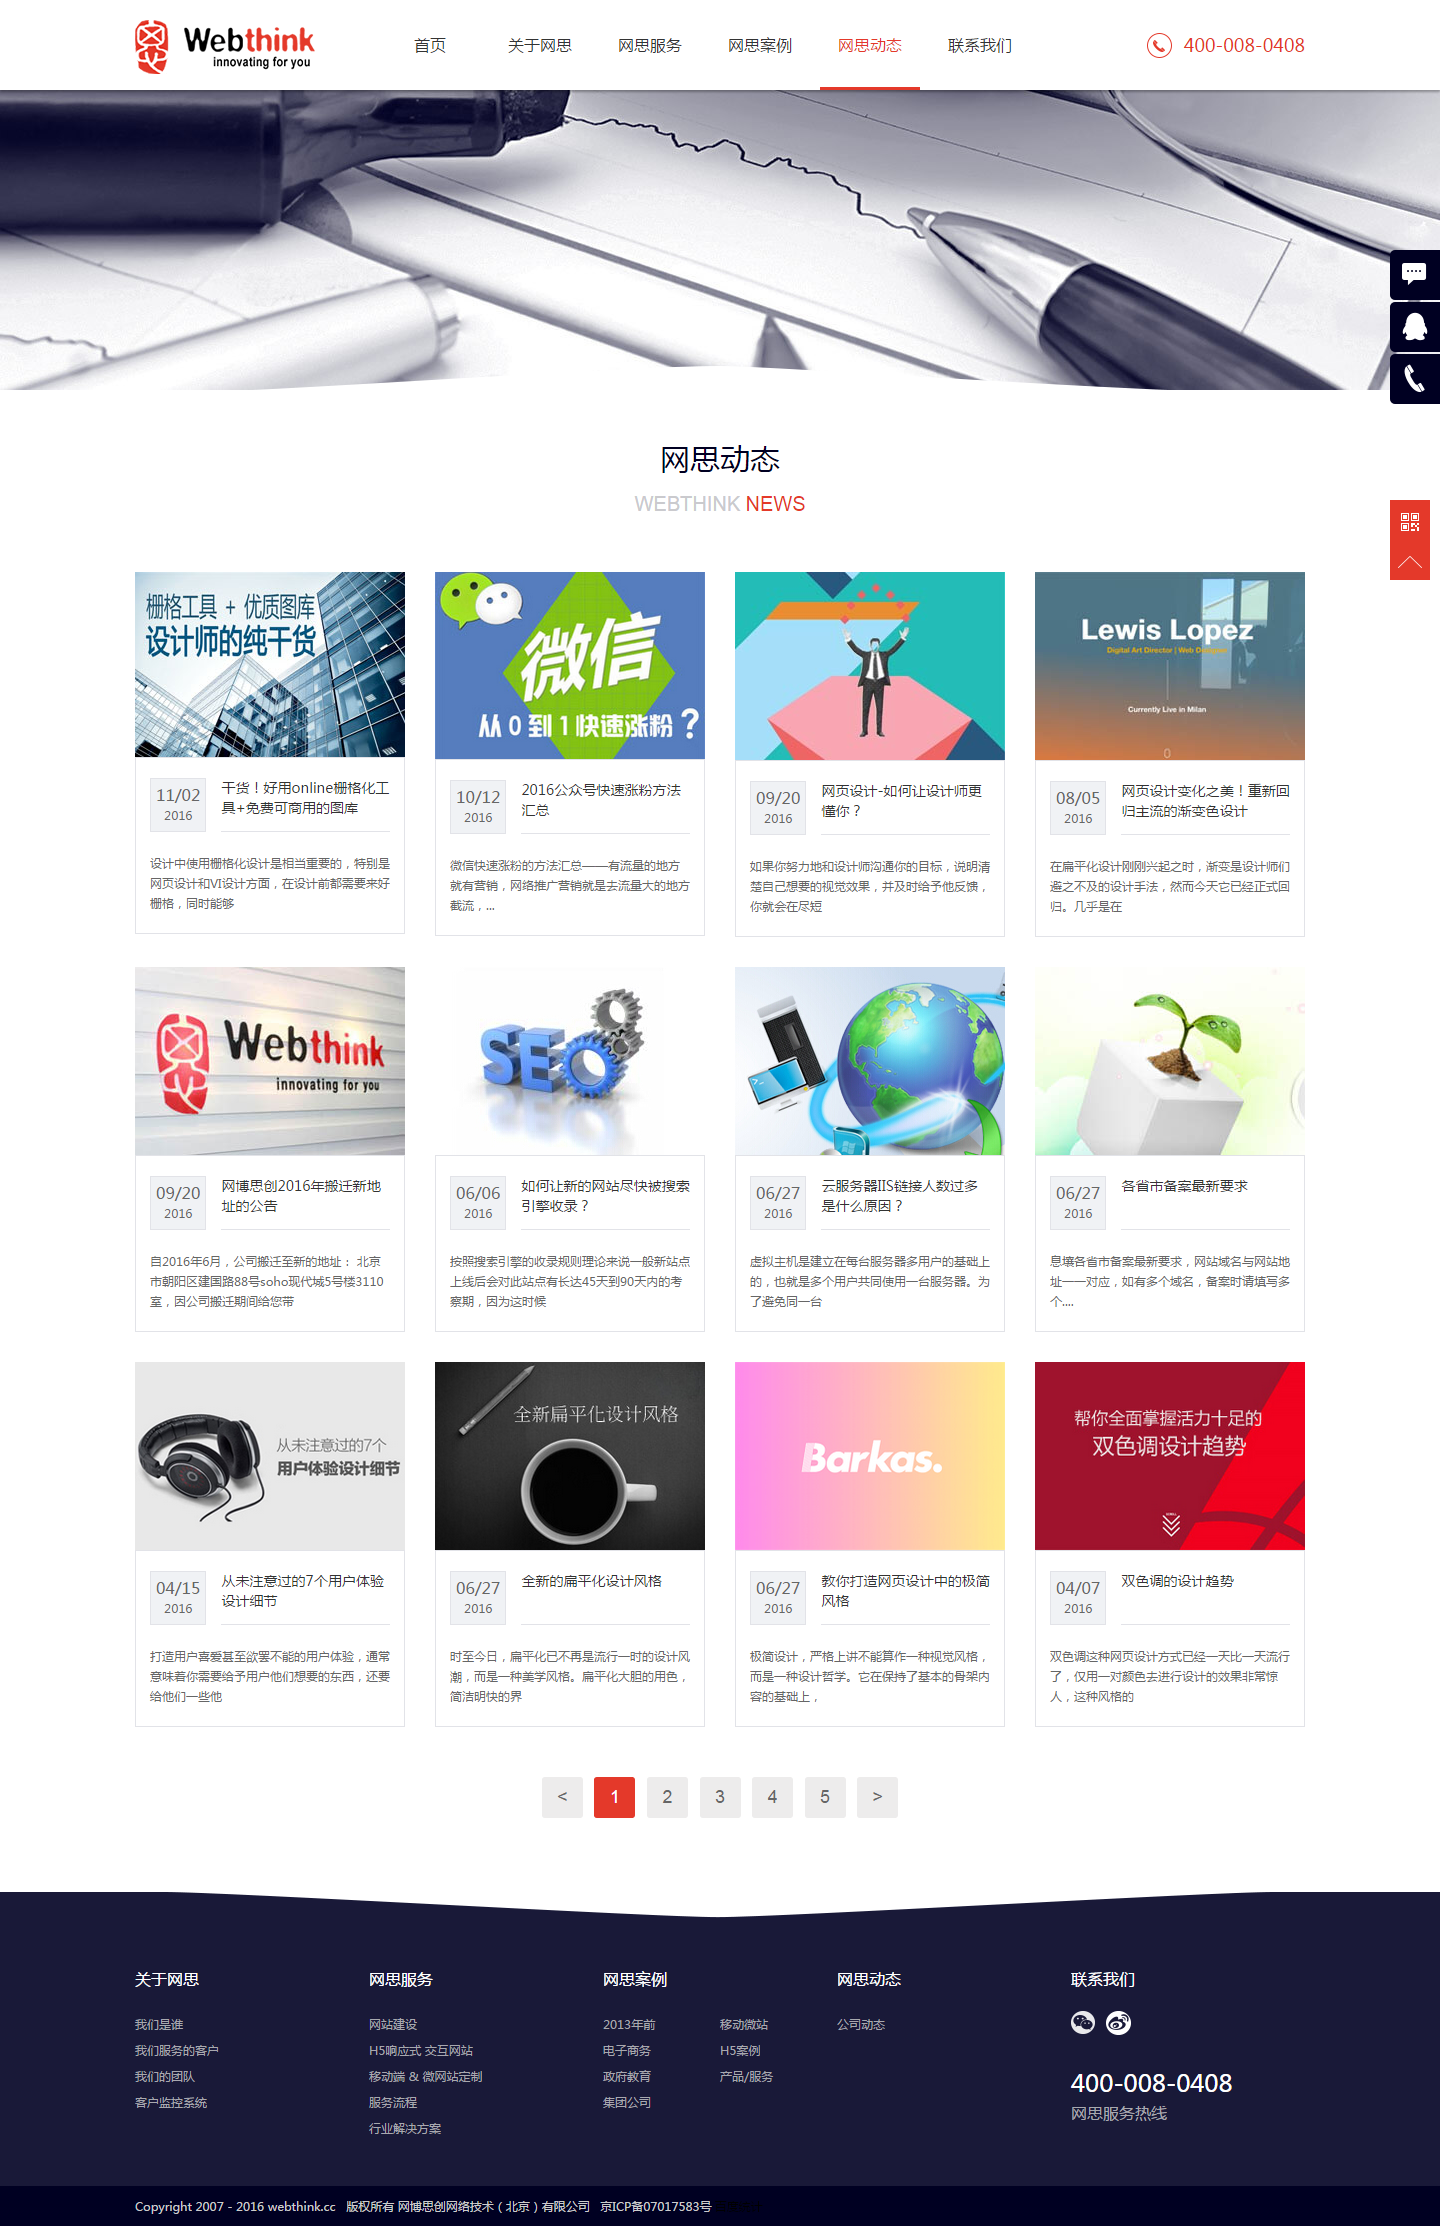 Webthink
innovating for you
首页 关于网思 网思服务 网思案例 网思动态 联系我们
400-008-0408
网思动态
WEBTHINK NEWS
栅格工具 + 优质图库
设计师的纯干货
11/02
2016
干货！好用online栅格化工
具+免费可商用的图库
设计中使用栅格化设计是相当重要的，特别是
网页设计和VI设计方面，在设计前都需要来好
栅格，同时能够
微信
从0到1快速涨粉？
10/12
2016
2016公众号快速涨粉方法
汇总
微信快速涨粉的方法汇总——有流量的地方
就有营销，网络推广营销就是去流量大的地方
截流，...
09/20
2016
网页设计-如何让设计师更
懂你？
如果你努力地和设计师沟通你的目标，说明清
楚自己想要的视觉效果，并及时给予他反馈，
你就会在尽短
Lewis Lopez
Digital Art Director | Web Designer
Currently Live in Milan
08/05
2016
网页设计变化之美！重新回
归主流的渐变色设计
在扁平化设计刚刚兴起之时，渐变是设计师们
避之不及的设计手法，然而今天它已经正式回
归。几乎是在
Webthink
innovating for you
09/20
2016
网博思创2016年搬迁新地
址的公告
自2016年6月，公司搬迁至新的地址： 北京
市朝阳区建国路88号soho现代城5号楼3110
室，因公司搬迁期间给您带
SEO
06/06
2016
如何让新的网站尽快被搜索
引擎收录？
按照搜索引擎的收录规则理论来说一般新站点
上线后会对此站点有长达45天到90天内的考
察期，因为这时候
06/27
2016
云服务器IIS链接人数过多
是什么原因？
虚拟主机是建立在每台服务器多用户的基础上
的，也就是多个用户共同使用一台服务器。为
了避免同一台
06/27
2016
各省市备案最新要求
息壤各省市备案最新要求，网站域名与网站地
址一一对应，如有多个域名，备案时请填写多
个....
从未注意过的7个
用户体验设计细节
04/15
2016
从未注意过的7个用户体验
设计细节
打造用户喜爱甚至欲罢不能的用户体验，通常
意味着你需要给予用户他们想要的东西，还要
给他们一些他
全新扁平化设计风格
06/27
2016
全新的扁平化设计风格
时至今日，扁平化已不再是流行一时的设计风
潮，而是一种美学风格。扁平化大胆的用色，
简洁明快的界
Barkas.
06/27
2016
教你打造网页设计中的极简
风格
极简设计，严格上讲不能算作一种视觉风格，
而是一种设计哲学。它在保持了基本的骨架内
容的基础上，
帮你全面掌握活力十足的
双色调设计趋势
04/07
2016
双色调的设计趋势
双色调这种网页设计方式已经一天比一天流行
了，仅用一对颜色去进行设计的效果非常惊
人，这种风格的
< 1 2 3 4 5 >
关于网思
我们是谁
我们服务的客户
我们的团队
客户监控系统
网思服务
网站建设
H5响应式 交互网站
移动端 & 微网站定制
服务流程
行业解决方案
网思案例
2013年前 移动微站
电子商务 H5案例
政府教育 产品/服务
集团公司
网思动态
公司动态
联系我们
400-008-0408
网思服务热线
Copyright 2007 - 2016 webthink.cc 版权所有 网博思创网络技术（北京）有限公司 京ICP备07017583号